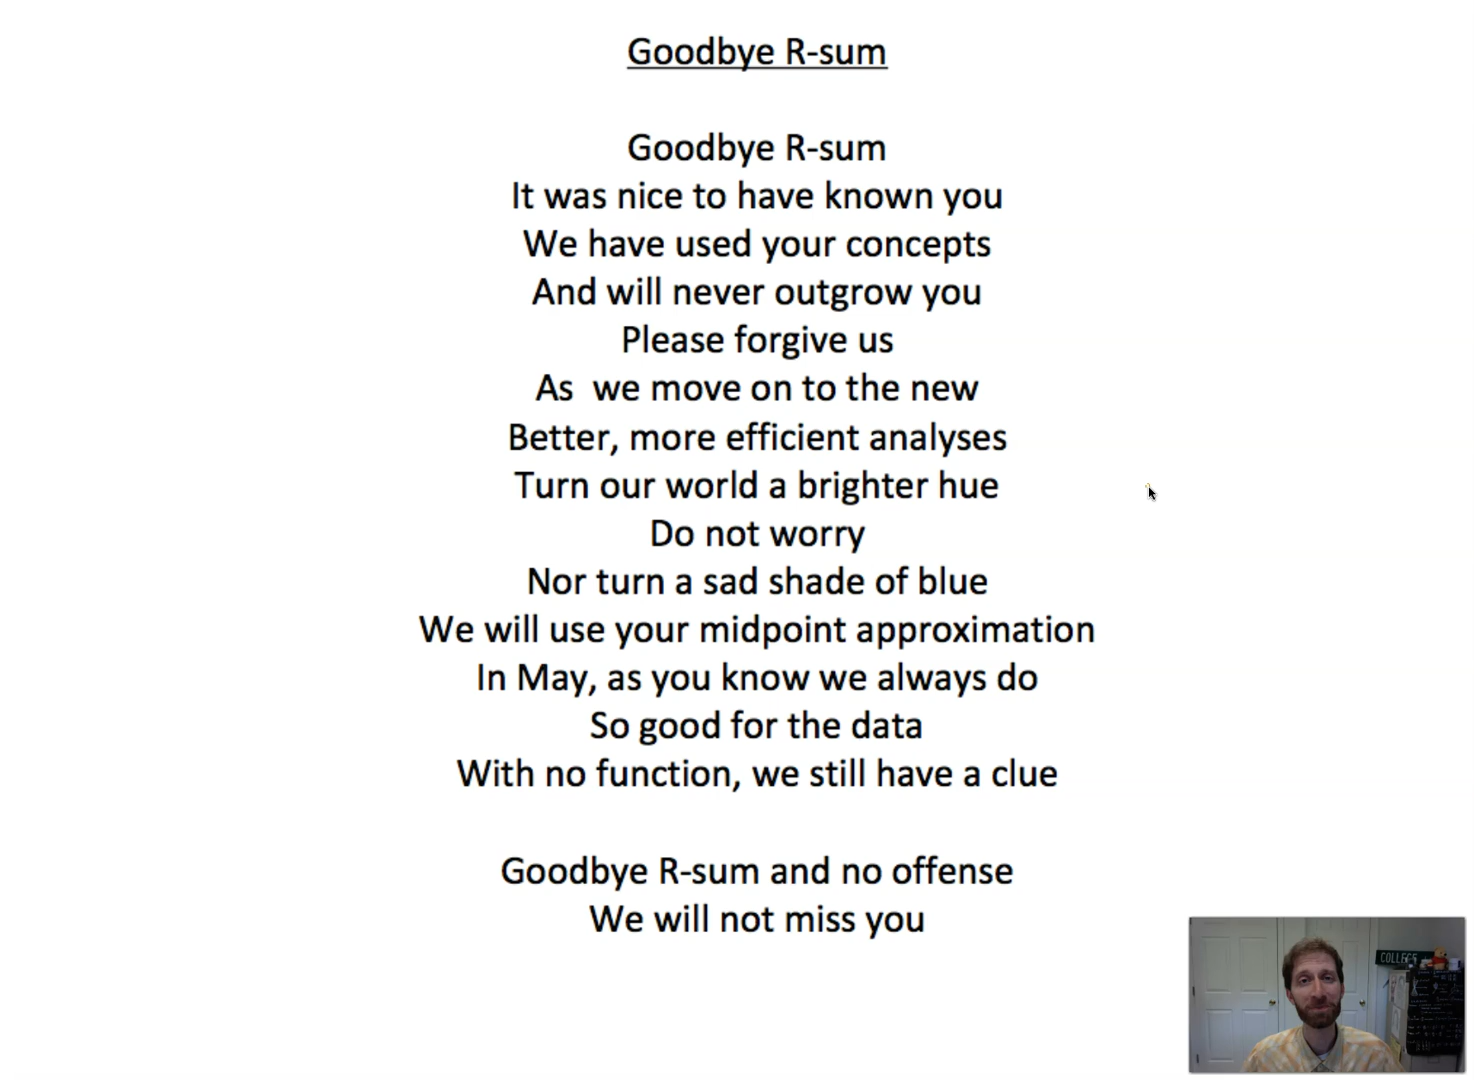 Goodbye R-sum
Goodbye R-sum
It was nice to have known you
We have used your concepts
And will never outgrow you
Please forgive us
As  we move on to the new
Better, more efficient analyses
Turn our world a brighter hue
Do not worry
Nor turn a sad shade of blue
We will use your midpoint approximation
In May, as you know we always do
So good for the data
With no function, we still have a clue
Goodbye R-sum and no offense
We will not miss you
COLLEGE